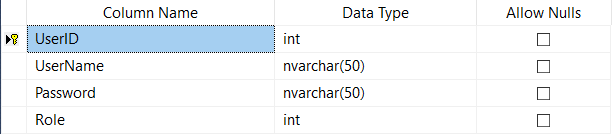 Column Name Data Type Allow Nulls
UserID int
UserName nvarchar(50)
Password nvarchar(50)
Role int